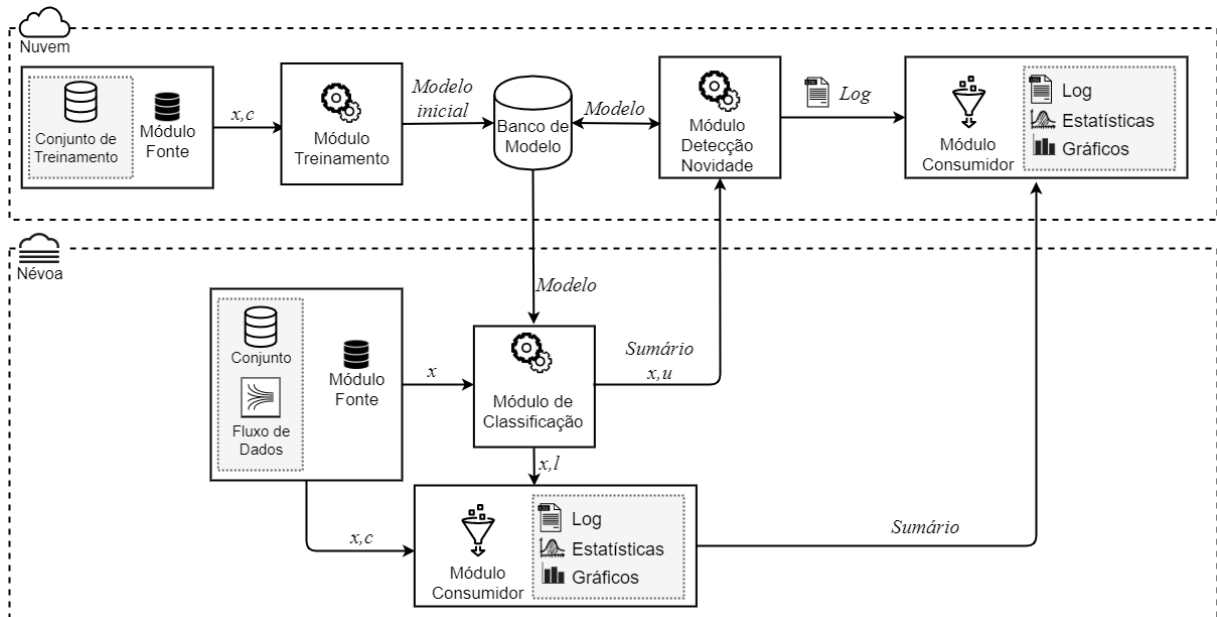 Nuvem
Conjunto de
Treinamento
Módulo
Fonte
x,c
Módulo
Treinamento
Modelo
inicial
Banco de
Modelo
Modelo
Módulo
Detecção
Novidade
Log
Módulo
Consumidor
Log
Estatísticas
Gráficos
Névoa
Modelo
Conjunto
Fluxo de
Dados
Módulo
Fonte
x
Módulo de
Classificação
Sumário
x,u
x,l
x,c
Módulo
Consumidor
Log
Estatísticas
Gráficos
Sumário